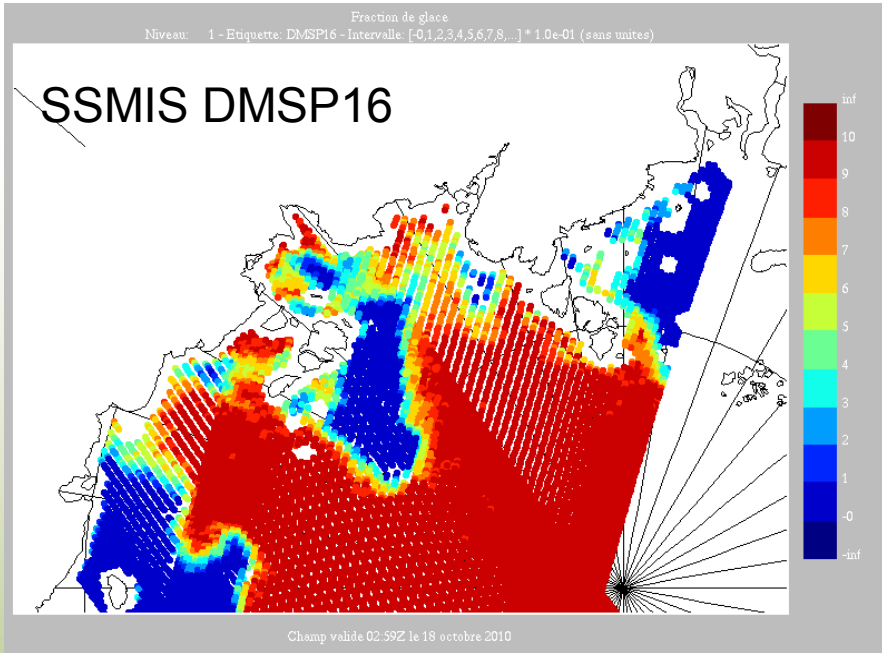 Fraction de glace
Niveau: 1 - Etiquette: DMSP16 - Intervalle: [-0,1,2,3,4,5,6,7,8,...] * 1.0e-01 (sans unites)
SSMIS DMSP16
inf
10
9
8
7
6
5
4
3
2
1
-0
-inf
Champ valide 02:59Z le 18 octobre 2010